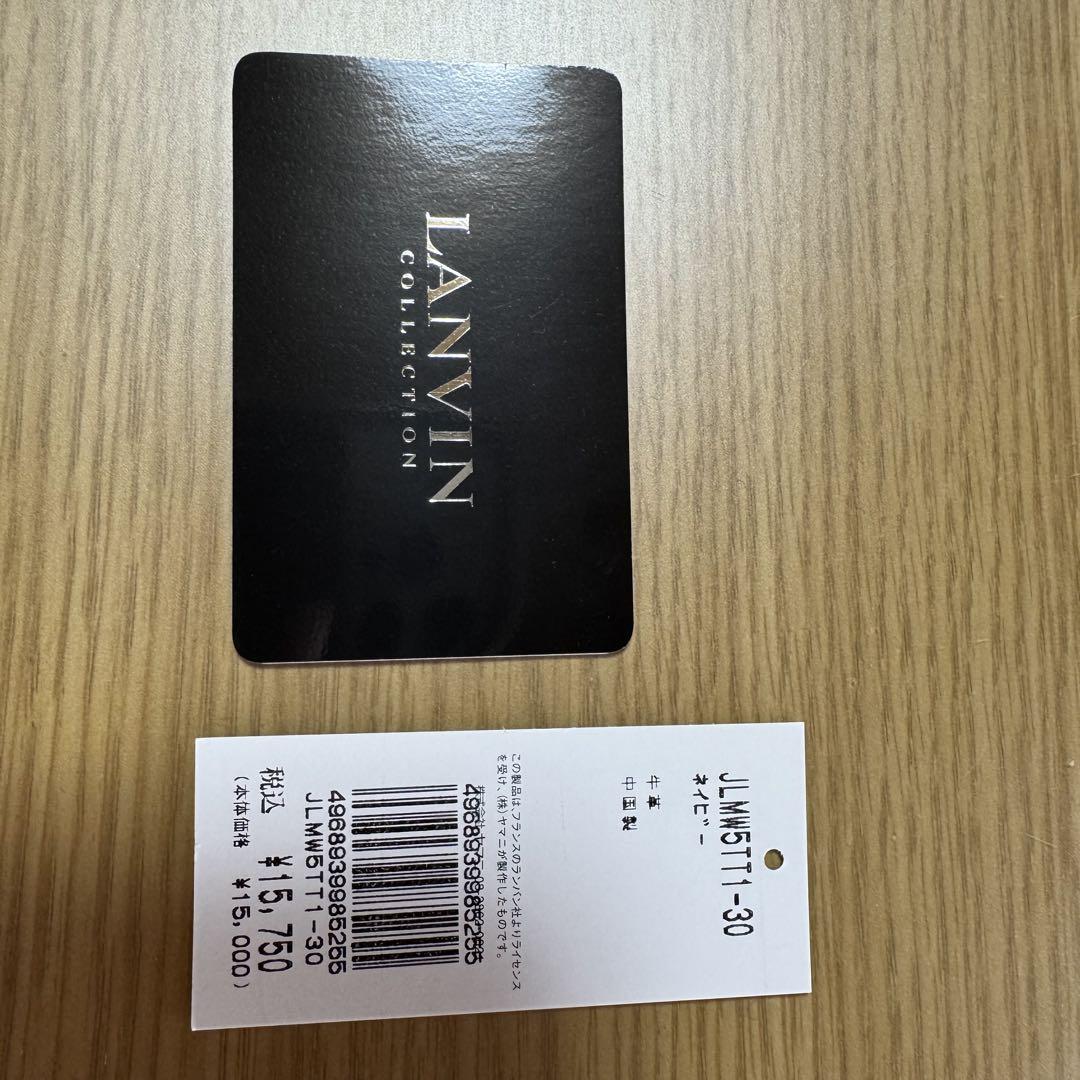 LANVIN
COLLECTION
JLMW5TT1-30
ネイビー
牛革
中国製
この製品は、フランスのランバン社よりライセンス
を受け、(株)ヤマニが製作したものです。
4968939985255
4968939985255
JLMW5TT1-30
税込 ¥15,750
(本体価格 ¥15,000)